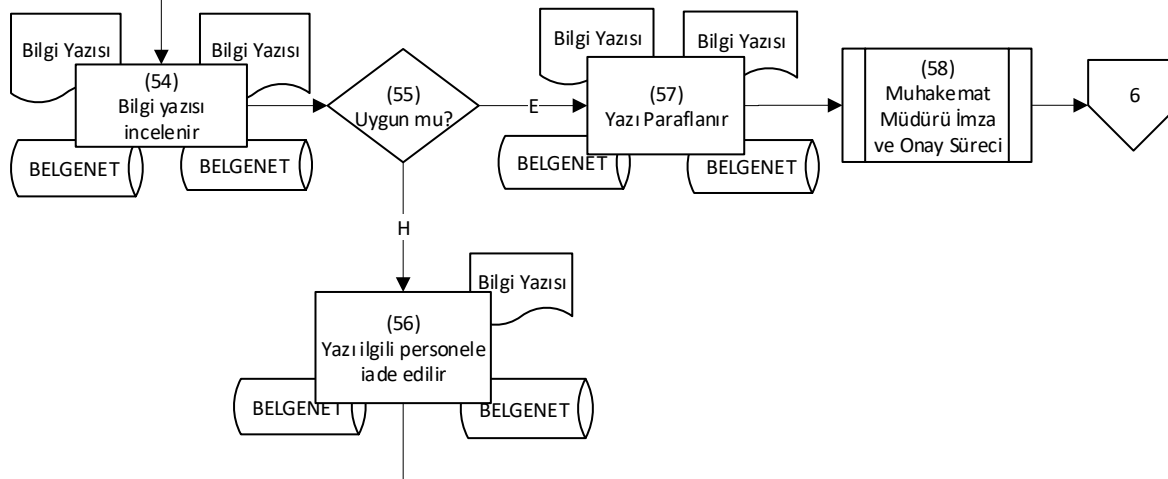 Bilgi Yazısı
Bilgi Yazısı
(54)
Bilgi yazısı
incelenir
BELGENET
BELGENET
(55)
Uygun mu?
E
H
Bilgi Yazısı
Bilgi Yazısı
(57)
Yazı Paraflanır
BELGENET
BELGENET
(58)
Muhakemat
Müdürü İmza
ve Onay Süreci
6
Bilgi Yazısı
(56)
Yazı ilgili personele
iade edilir
BELGENET
BELGENET